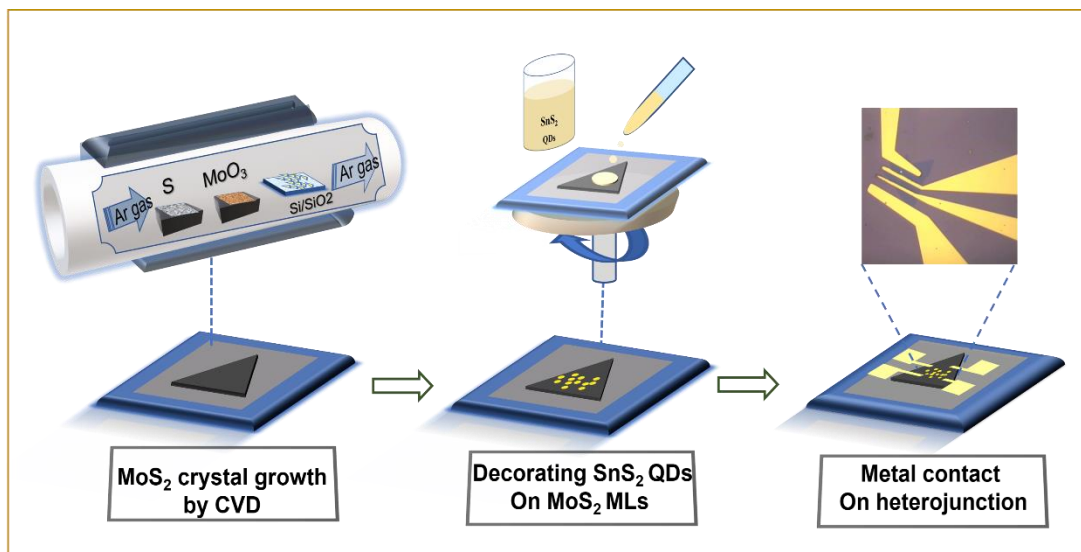 SnS₂
QDs
S
MoO₃
Ar gas
Ar gas
Si/SiO2
MoS₂ crystal growth
by CVD
Decorating SnS₂ QDs
On MoS₂ MLs
Metal contact
On heterojunction